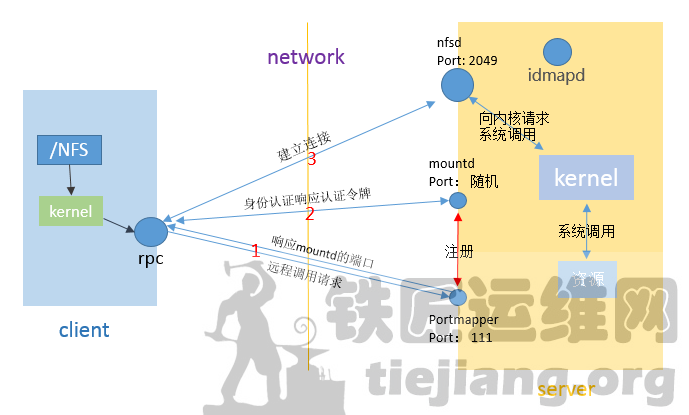 network
nfsd
Port: 2049
idmapd
/NFS
kernel
rpc
client
建立连接
3
身份认证响应认证令牌
2
1
响应mountd的端口
远程调用请求
向内核请求
系统调用
mountd
Port： 随机
kernel
注册
系统调用
资源
Portmapper
Port： 111
server
铁匠运维网
tiejiang.org